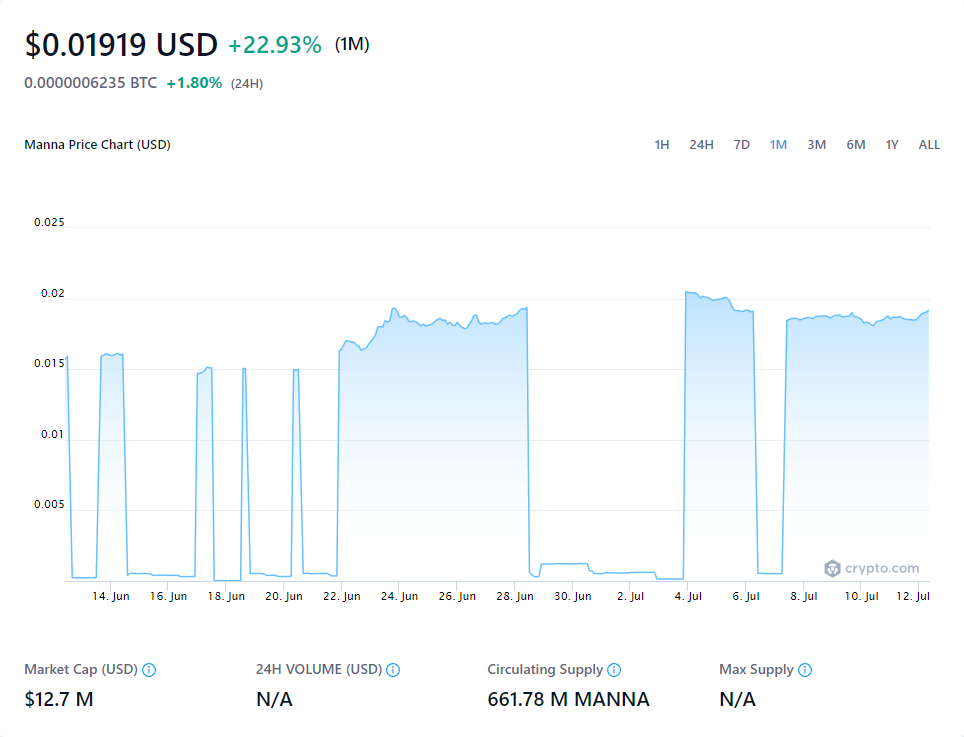 $0.01919 USD +22.93% (1M)
0.0000006235 BTC +1.80% (24H)
Manna Price Chart (USD)
1H 24H 7D 1M 3M 6M 1Y ALL
0.025
0.02
0.015
0.01
0.005
crypto.com
14. Jun 16. Jun 18. Jun 20. Jun 22. Jun 24. Jun 26. Jun 28. Jun 30. Jun 2. Jul 4. Jul 6. Jul 8. Jul 10. Jul 12. Jul
Market Cap (USD) 24H VOLUME (USD) Circulating Supply Max Supply
$12.7 M N/A 661.78 M MANNA N/A